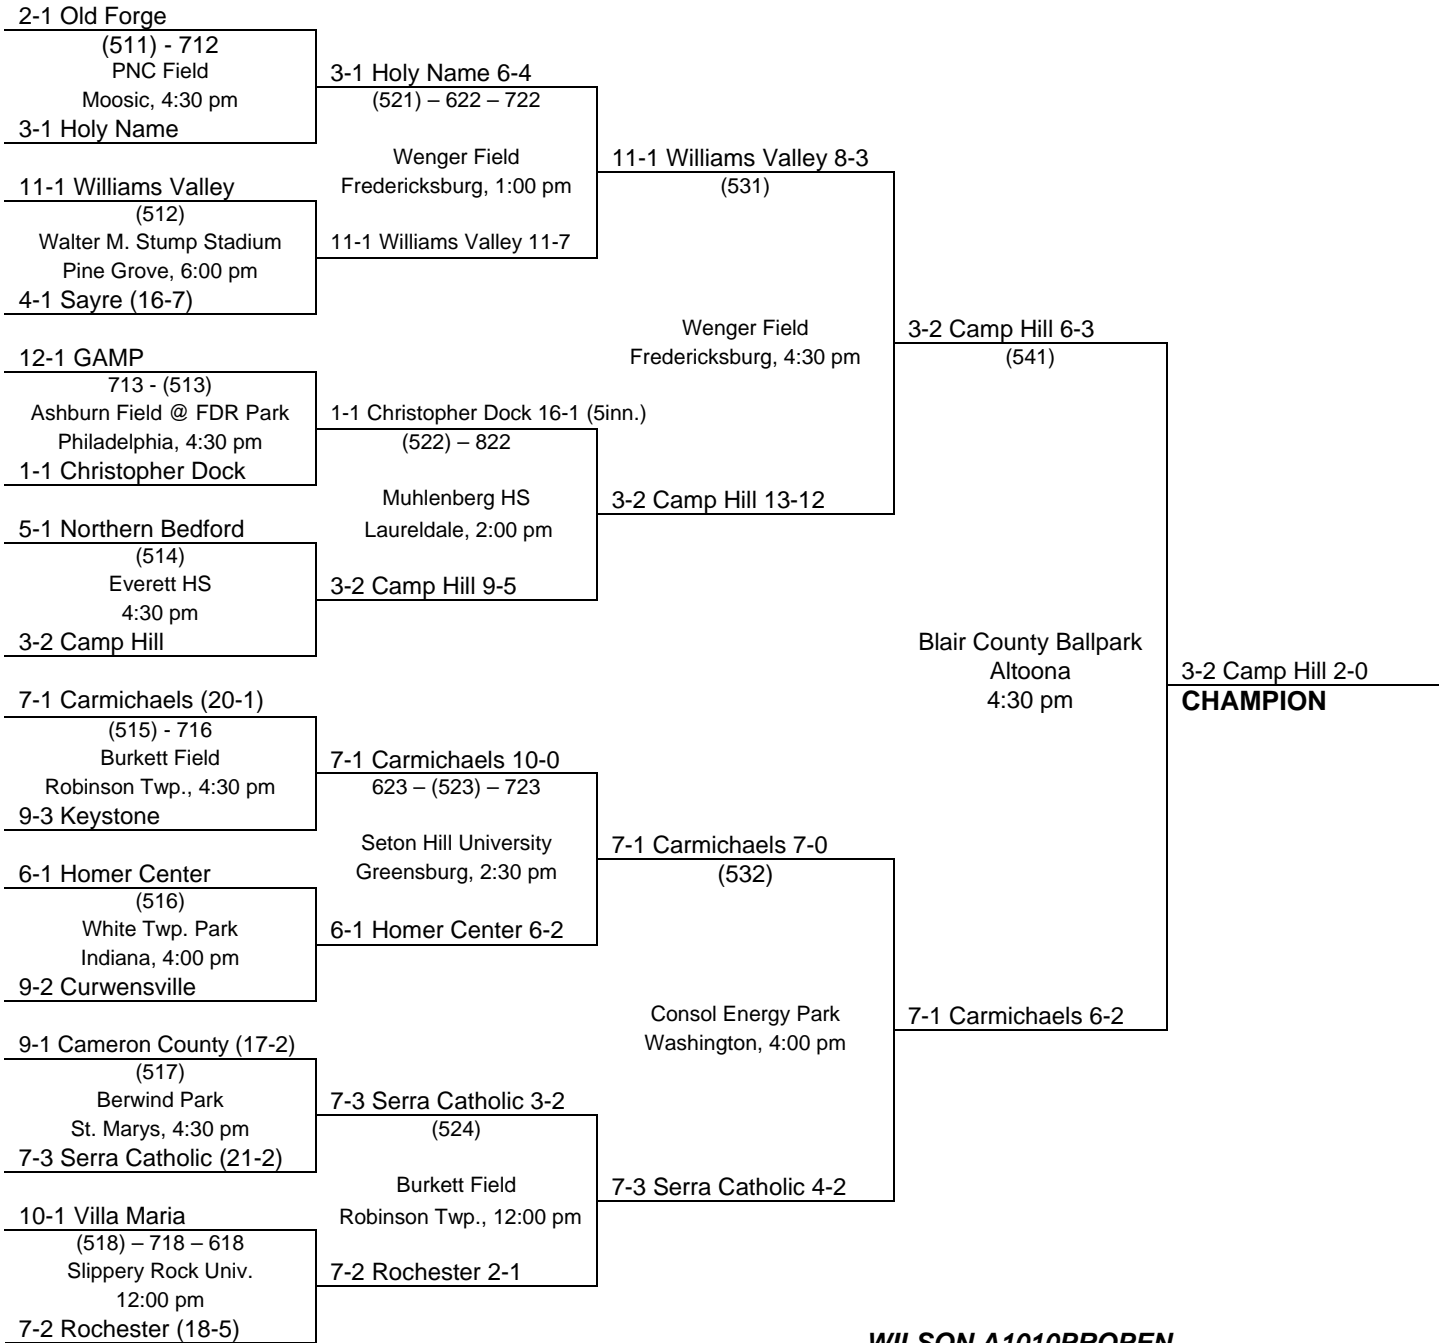 2-1 Old Forge
(511) - 712
PNC Field
Moosic, 4:30 pm
3-1 Holy Name
11-1 Williams Valley
(512)
Walter M. Stump Stadium
Pine Grove, 6:00 pm
4-1 Sayre (16-7)
12-1 GAMP
713 - (513)
Ashburn Field @ FDR Park
Philadelphia, 4:30 pm
1-1 Christopher Dock
5-1 Northern Bedford
(514)
Everett HS
4:30 pm
3-2 Camp Hill
7-1 Carmichaels (20-1)
(515) - 716
Burkett Field
Robinson Twp., 4:30 pm
9-3 Keystone
6-1 Homer Center
(516)
White Twp. Park
Indiana, 4:00 pm
9-2 Curwensville
9-1 Cameron County (17-2)
(517)
Berwind Park
St. Marys, 4:30 pm
7-3 Serra Catholic (21-2)
10-1 Villa Maria
(518) – 718 – 618
Slippery Rock Univ.
12:00 pm
7-2 Rochester (18-5)
3-1 Holy Name 6-4
(521) – 622 – 722
Wenger Field
Fredericksburg, 1:00 pm
11-1 Williams Valley 11-7
1-1 Christopher Dock 16-1 (5inn.)
(522) – 822
Muhlenberg HS
Laureldale, 2:00 pm
3-2 Camp Hill 9-5
7-1 Carmichaels 10-0
623 – (523) – 723
Seton Hill University
Greensburg, 2:30 pm
6-1 Homer Center 6-2
7-3 Serra Catholic 3-2
(524)
Burkett Field
Robinson Twp., 12:00 pm
7-2 Rochester 2-1
11-1 Williams Valley 8-3
(531)
Wenger Field
Fredericksburg, 4:30 pm
3-2 Camp Hill 13-12
7-1 Carmichaels 7-0
(532)
Consol Energy Park
Washington, 4:00 pm
7-3 Serra Catholic 4-2
3-2 Camp Hill 6-3
(541)
Blair County Ballpark
Altoona
4:30 pm
7-1 Carmichaels 6-2
3-2 Camp Hill 2-0
CHAMPION
WILSON A1010PROPEN